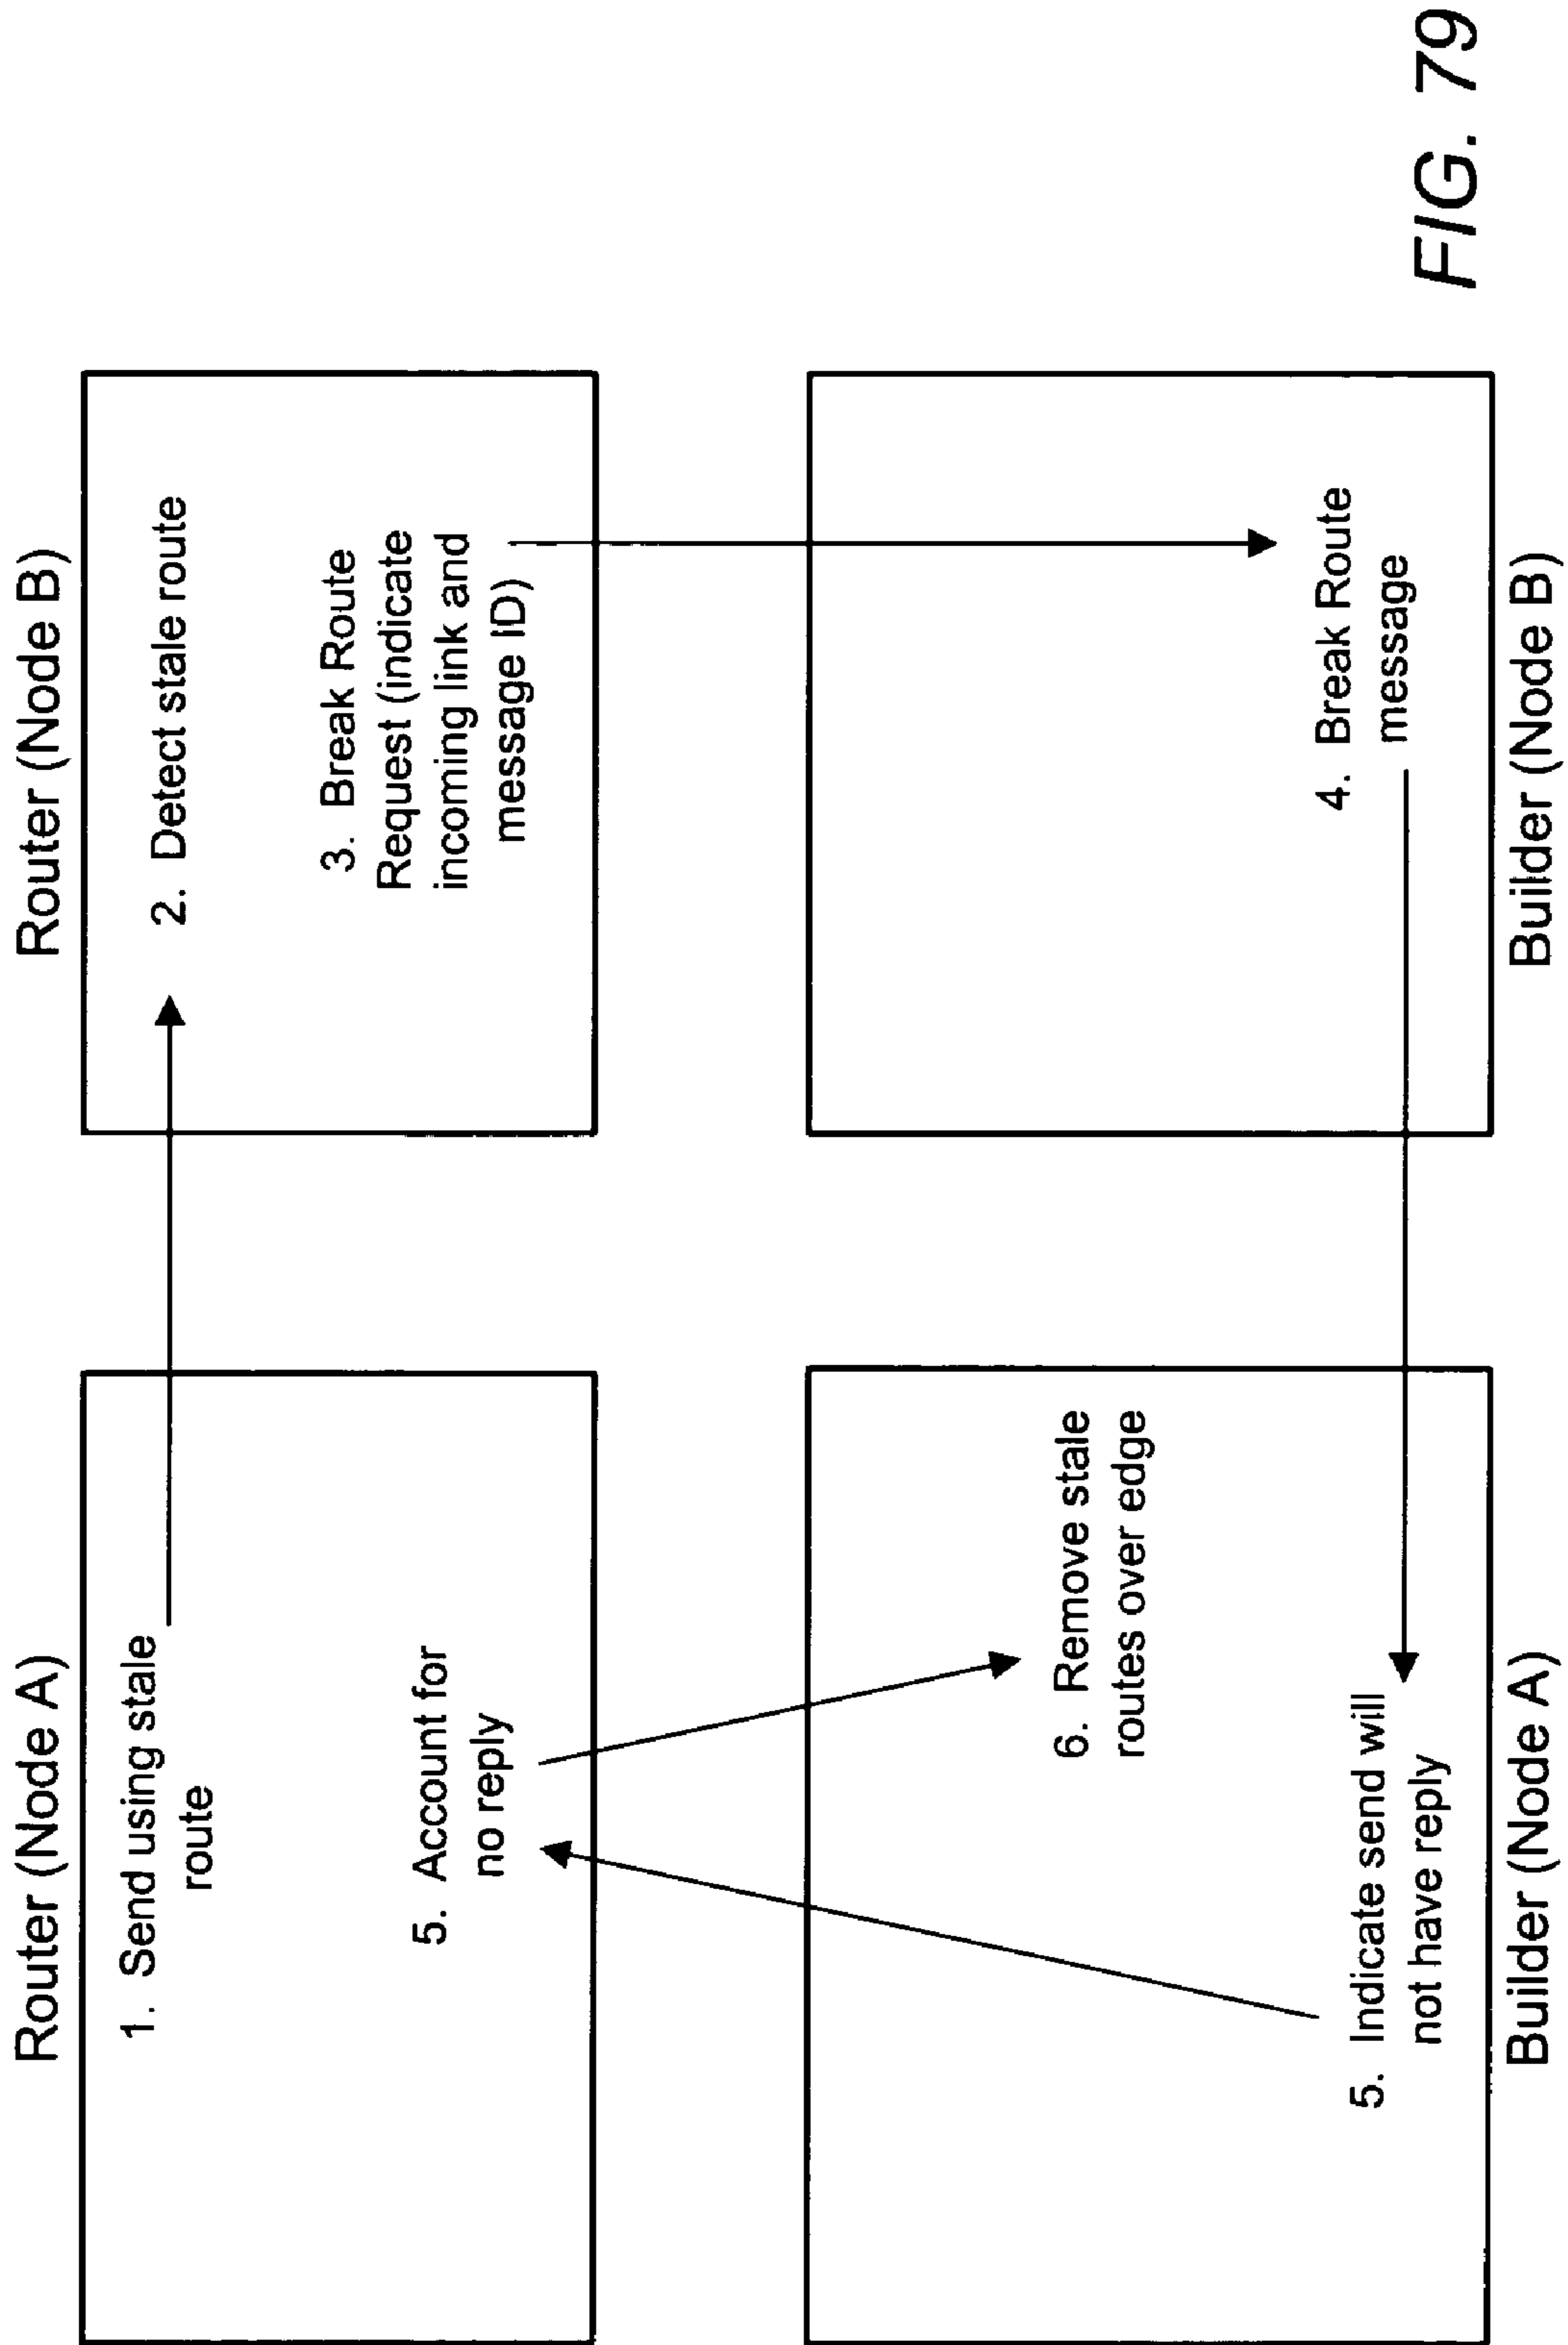 Router (Node A)
1. Send using stale
route
5. Account for
no reply
Router (Node B)
2. Detect stale route
3. Break Route
Request (indicate
incoming link and
message ID)
6. Remove stale
routes over edge
5. Indicate send will
not have reply
Builder (Node A)
4. Break Route
message
Builder (Node B)
FIG. 79